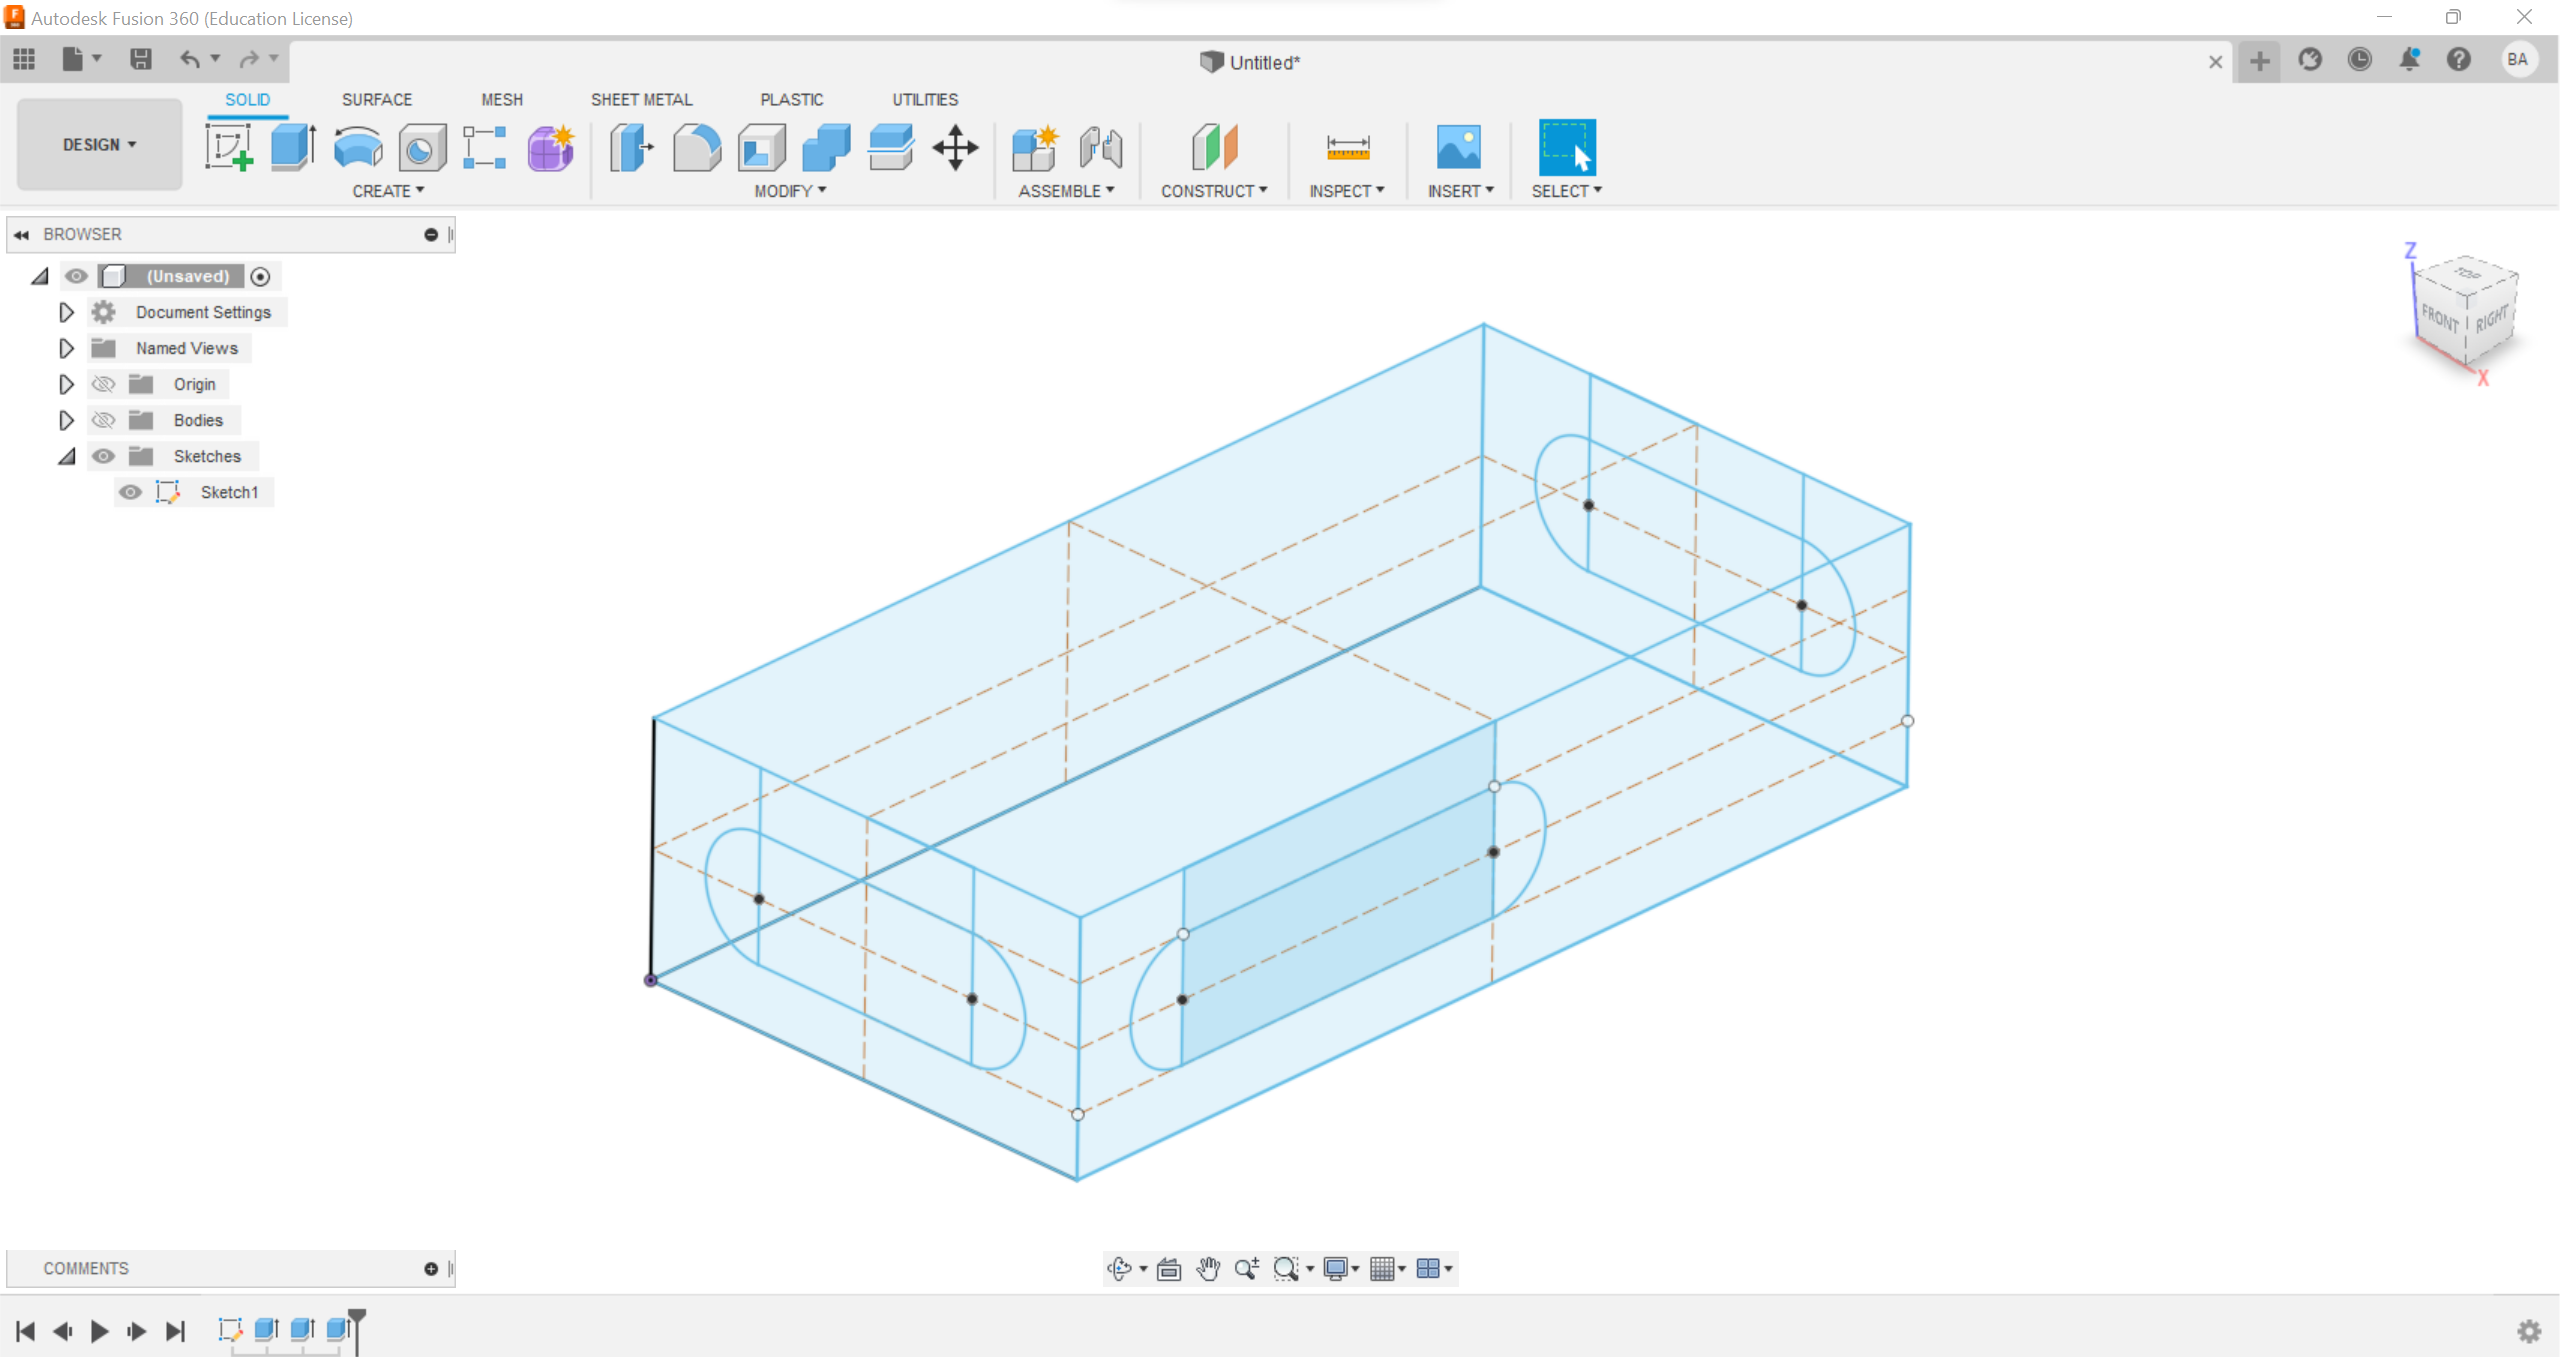 Autodesk Fusion 360 (Education License)
Untitled*
BA
SOLID SURFACE MESH SHEET METAL PLASTIC UTILITIES
DESIGN
CREATE MODIFY ASSEMBLE CONSTRUCT INSPECT INSERT SELECT
BROWSER
(Unsaved)
Document Settings
Named Views
Origin
Bodies
Sketches
Sketch1
Z
TOP
FRONT RIGHT
X
COMMENTS